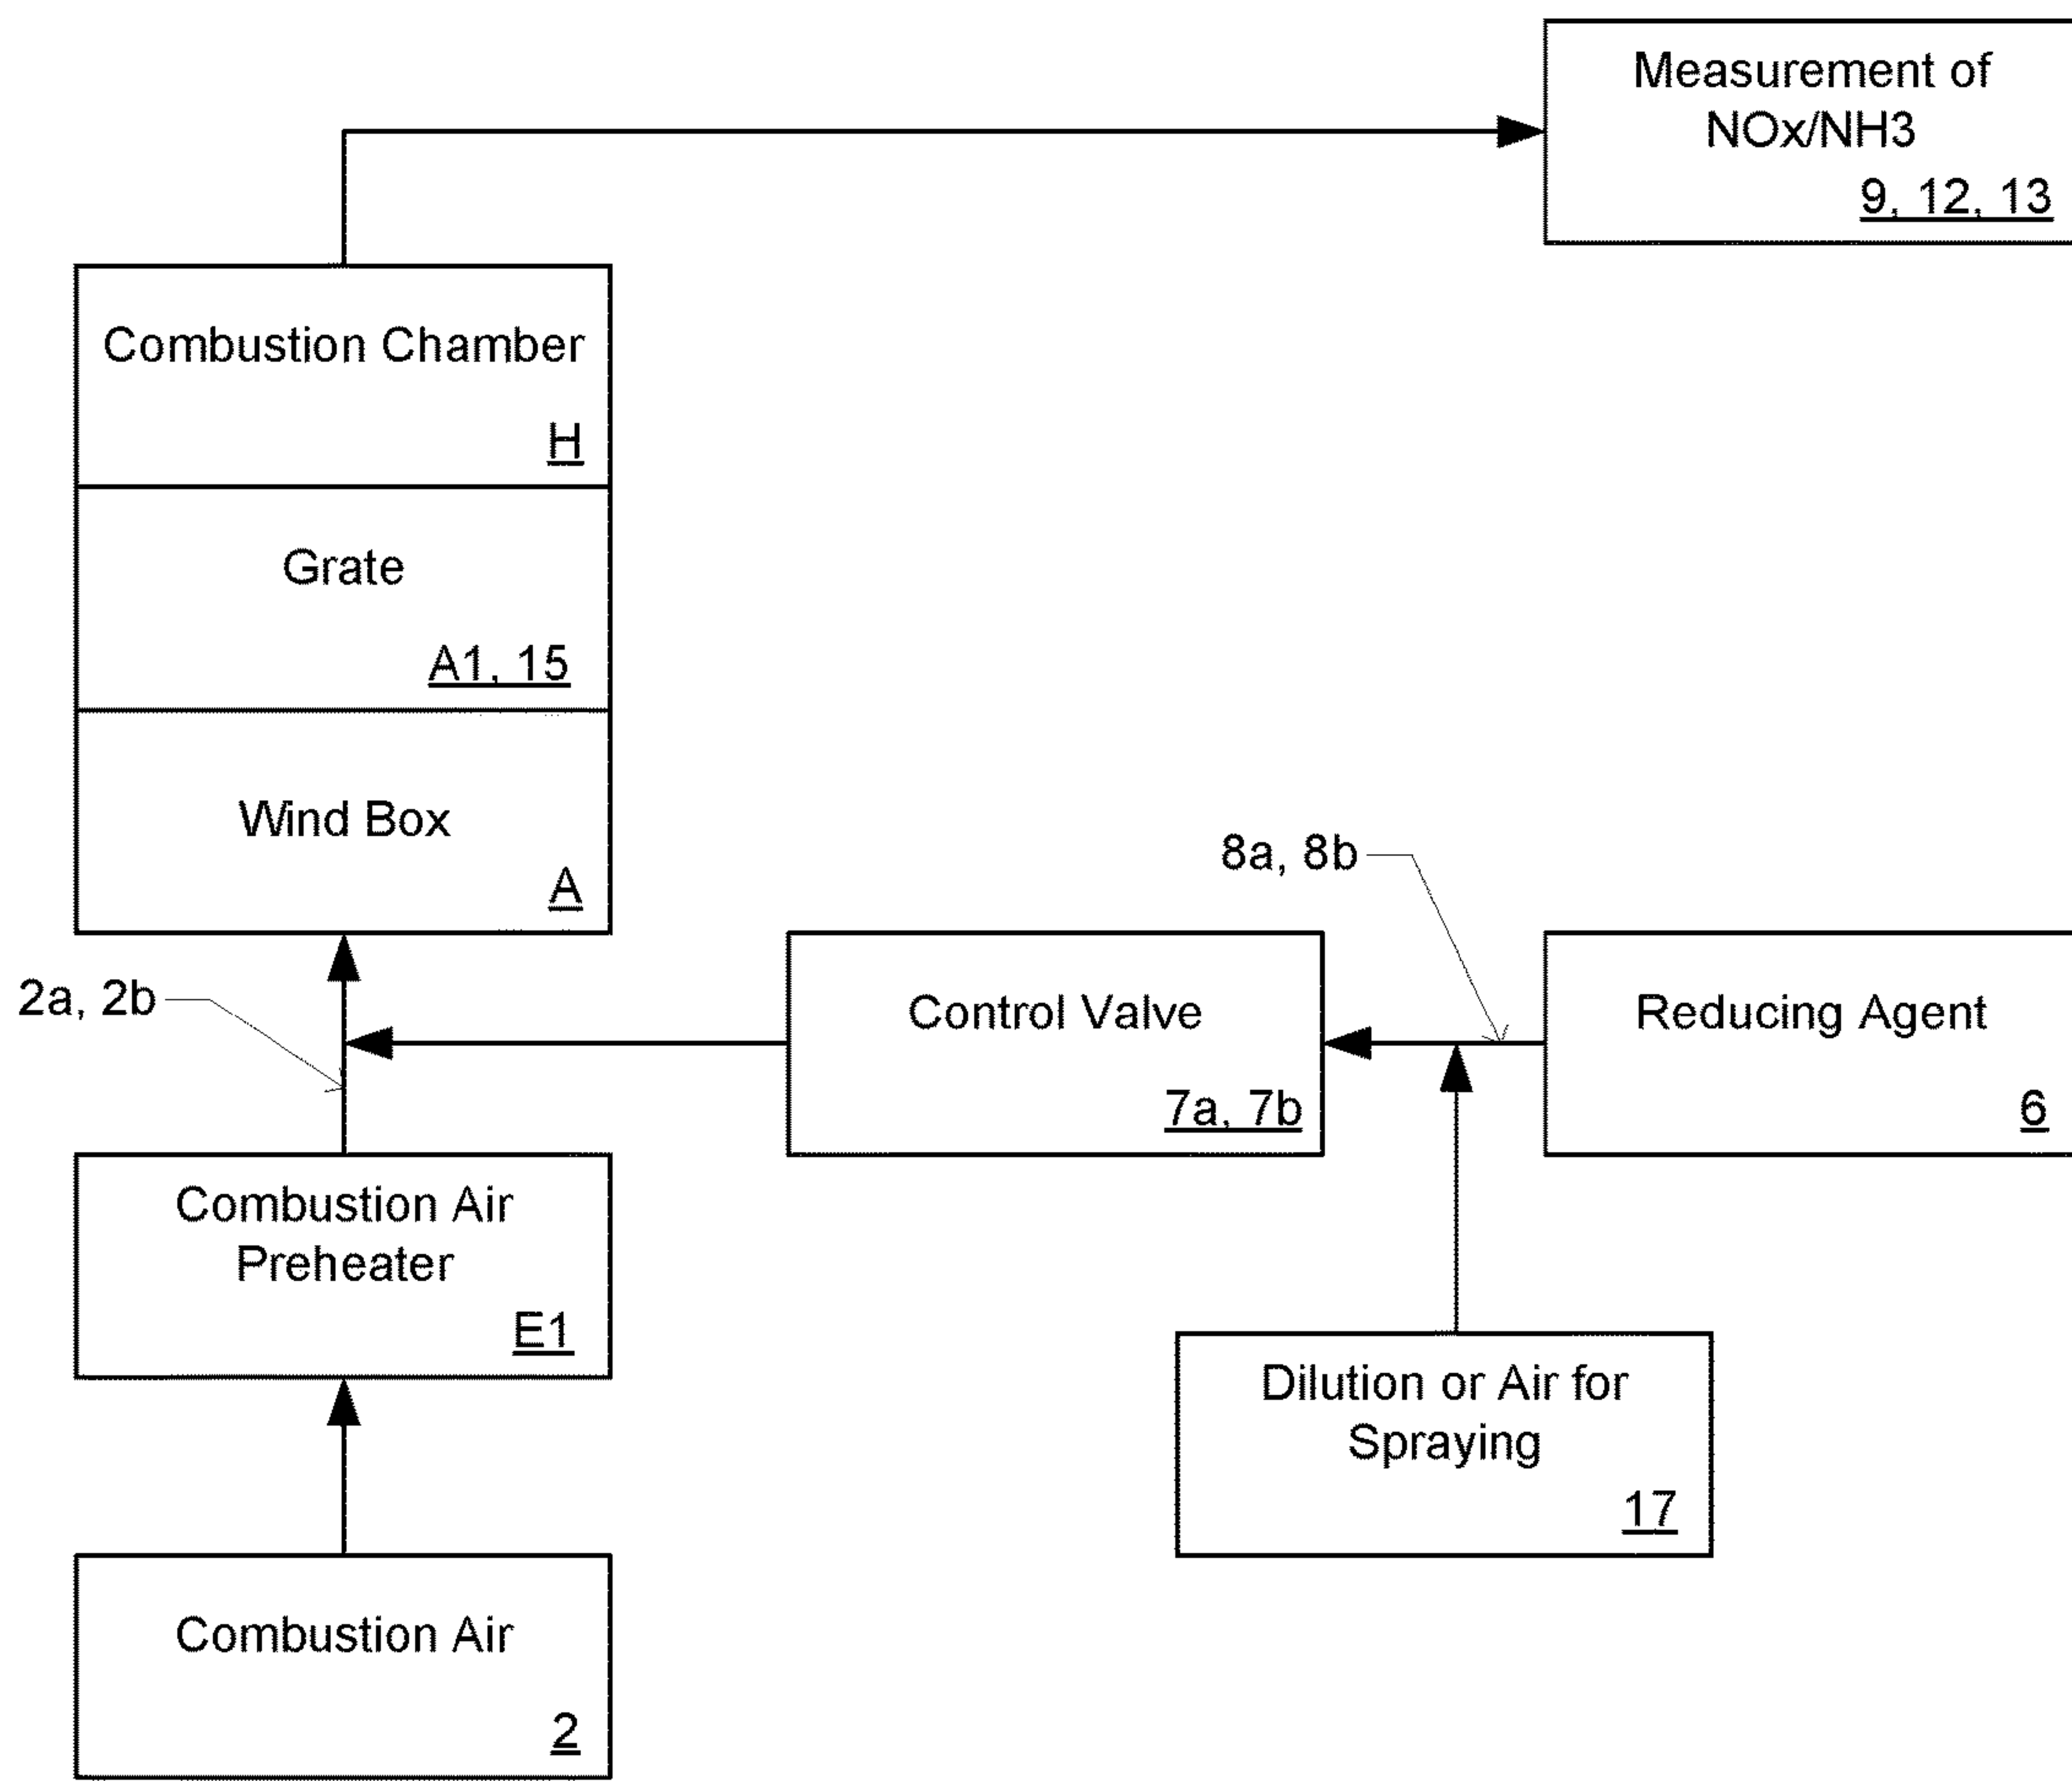 Measurement of
NOx/NH3
9, 12, 13
Combustion Chamber
H
Grate
A1, 15
Wind Box
A
8a, 8b
2a, 2b
Control Valve
7a, 7b
Reducing Agent
6
Combustion Air
Preheater
E1
Dilution or Air for
Spraying
17
Combustion Air
2